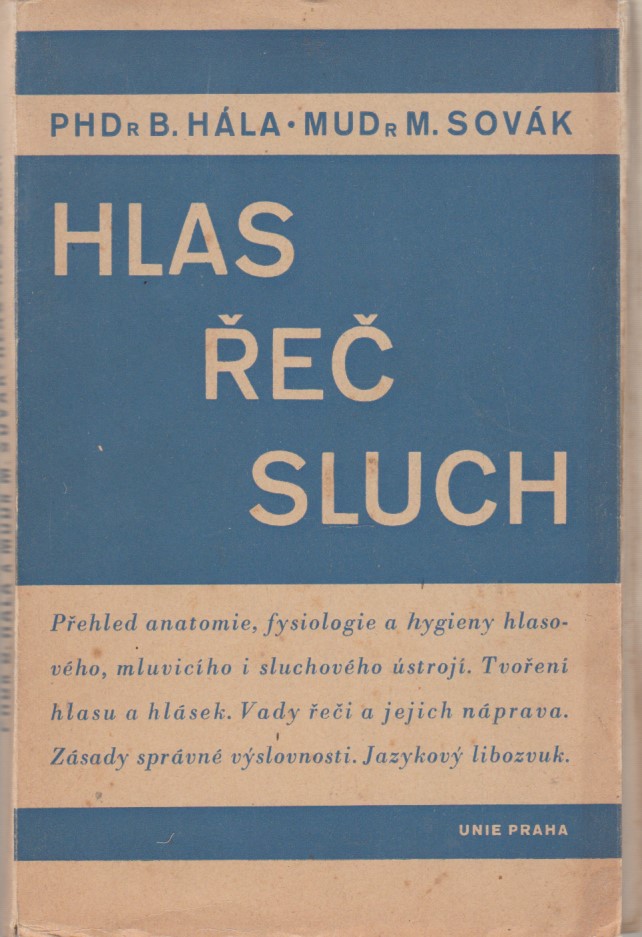 PHDR B. HÁLA · MUDR M. SOVÁK
HLAS
ŘEČ
SLUCH
Přehled anatomie, fysiologie a hygieny hlaso-
vého, mluvicího i sluchového ústrojí. Tvoření
hlasu a hlásek. Vady řeči a jejich náprava.
Zásady správné výslovnosti. Jazykový libozvuk.
UNIE PRAHA